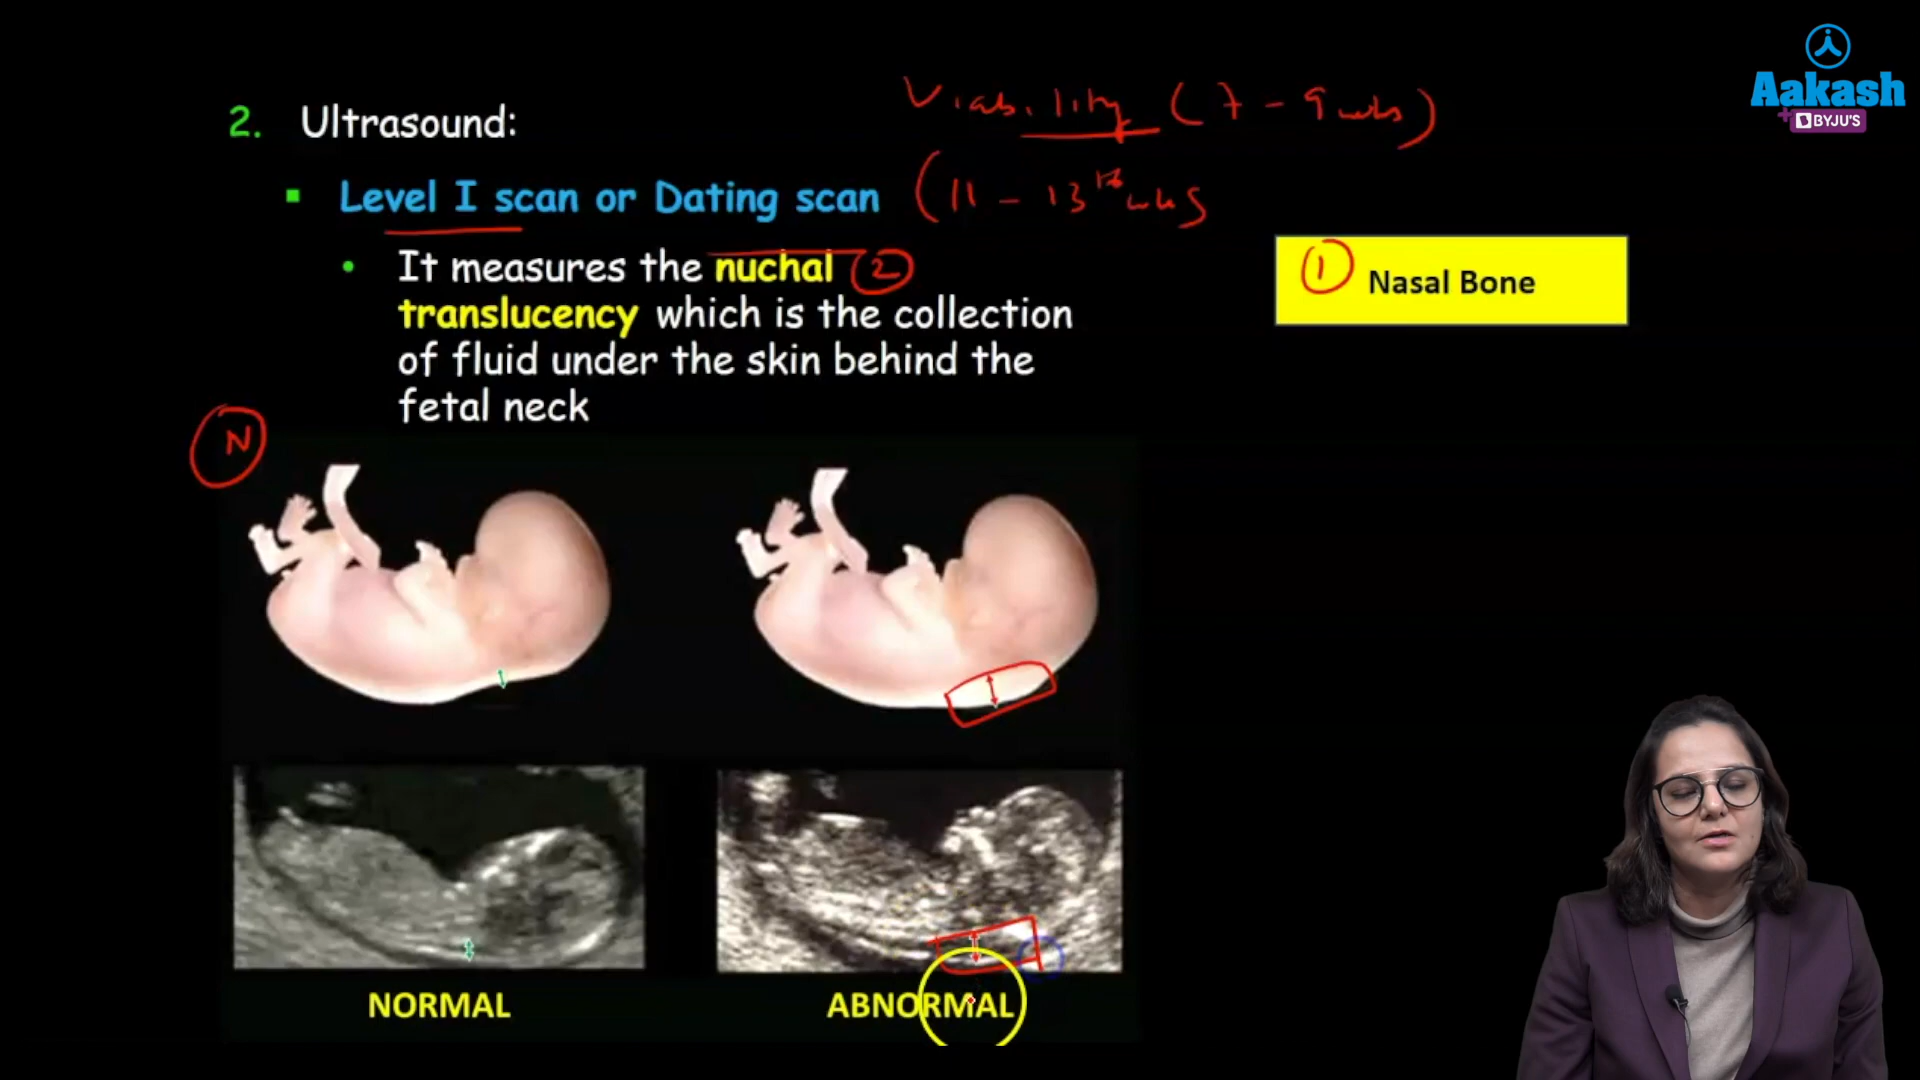 Aakash
BYJU'S
Viability (7 - 9 wks)
2. Ultrasound:
Level I scan or Dating scan (11 - 13 wks
It measures the nuchal 2
translucency which is the collection
of fluid under the skin behind the
fetal neck
1 Nasal Bone
N
NORMAL
ABNORMAL